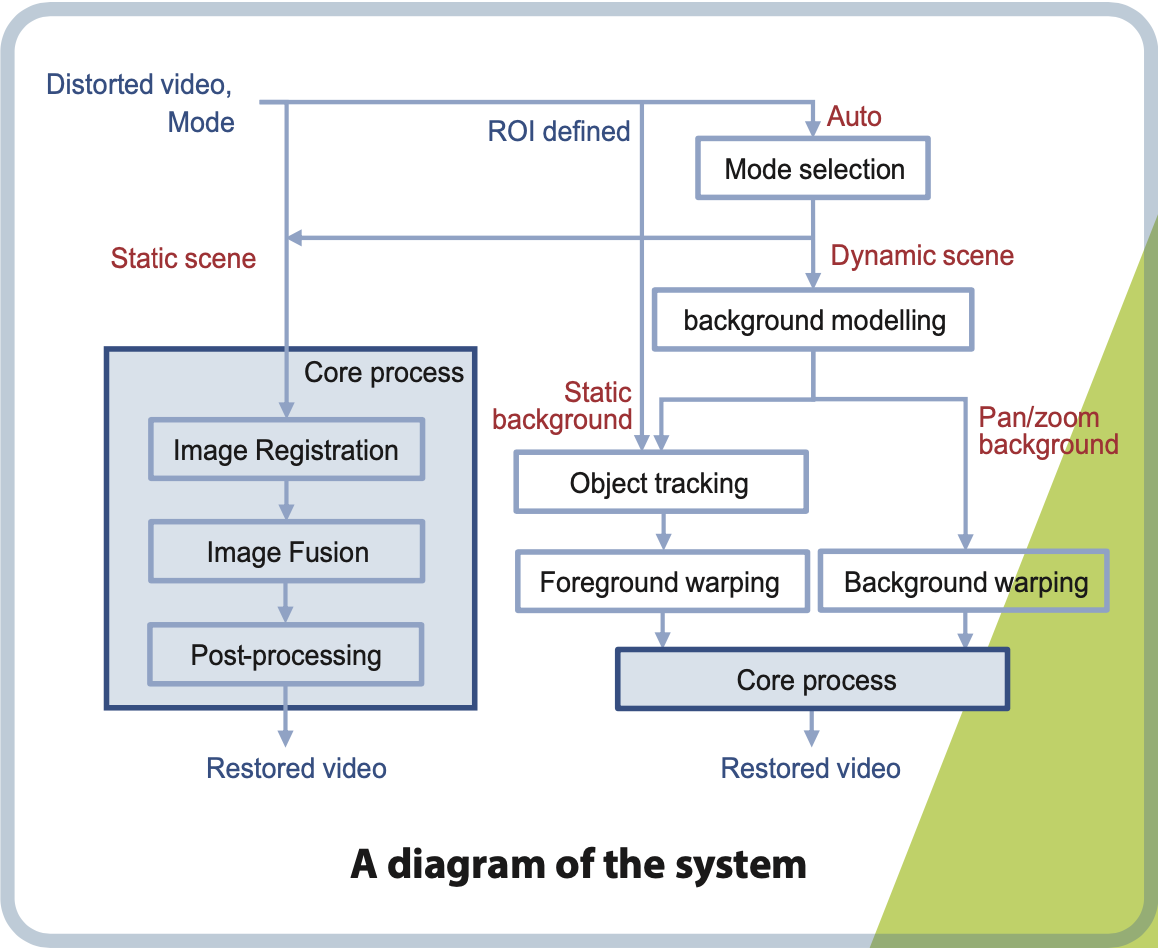 Distorted video,
Mode
ROI defined
Auto
Mode selection
Static scene
Dynamic scene
background modelling
Core process
Static
background
Pan/zoom
background
Image Registration
Object tracking
Image Fusion
Foreground warping
Background warping
Post-processing
Core process
Restored video
Restored video
A diagram of the system